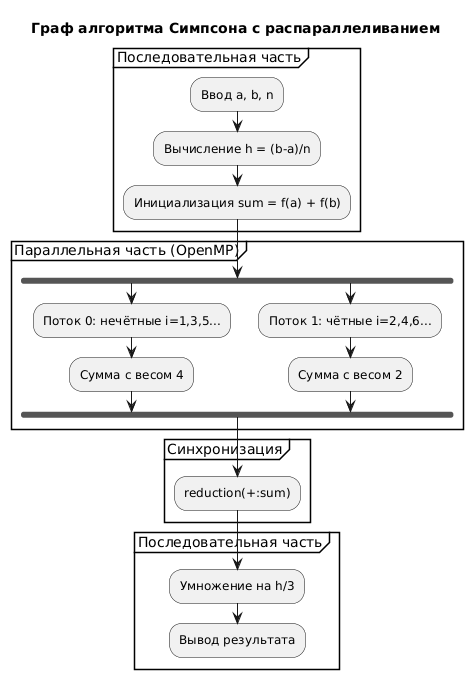 Граф алгоритма Симпсона с распараллеливанием
Последовательная часть
Ввод a, b, n
Вычисление h = (b-a)/n
Инициализация sum = f(a) + f(b)
Параллельная часть (OpenMP)
Поток 0: нечётные i=1,3,5...
Поток 1: чётные i=2,4,6...
Сумма с весом 4
Сумма с весом 2
Синхронизация
reduction(+:sum)
Последовательная часть
Умножение на h/3
Вывод результата